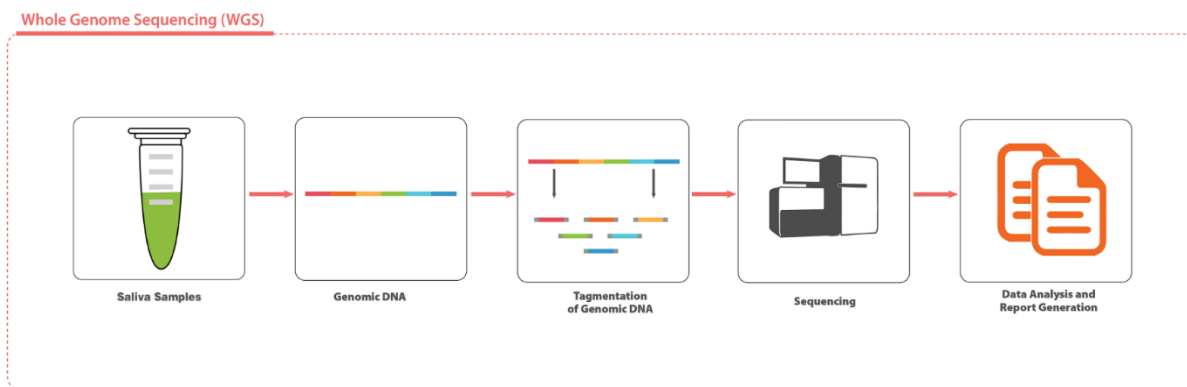 Whole Genome Sequencing (WGS)
Saliva Samples
Genomic DNA
Tagmentation
of Genomic DNA
Sequencing
Data Analysis and
Report Generation